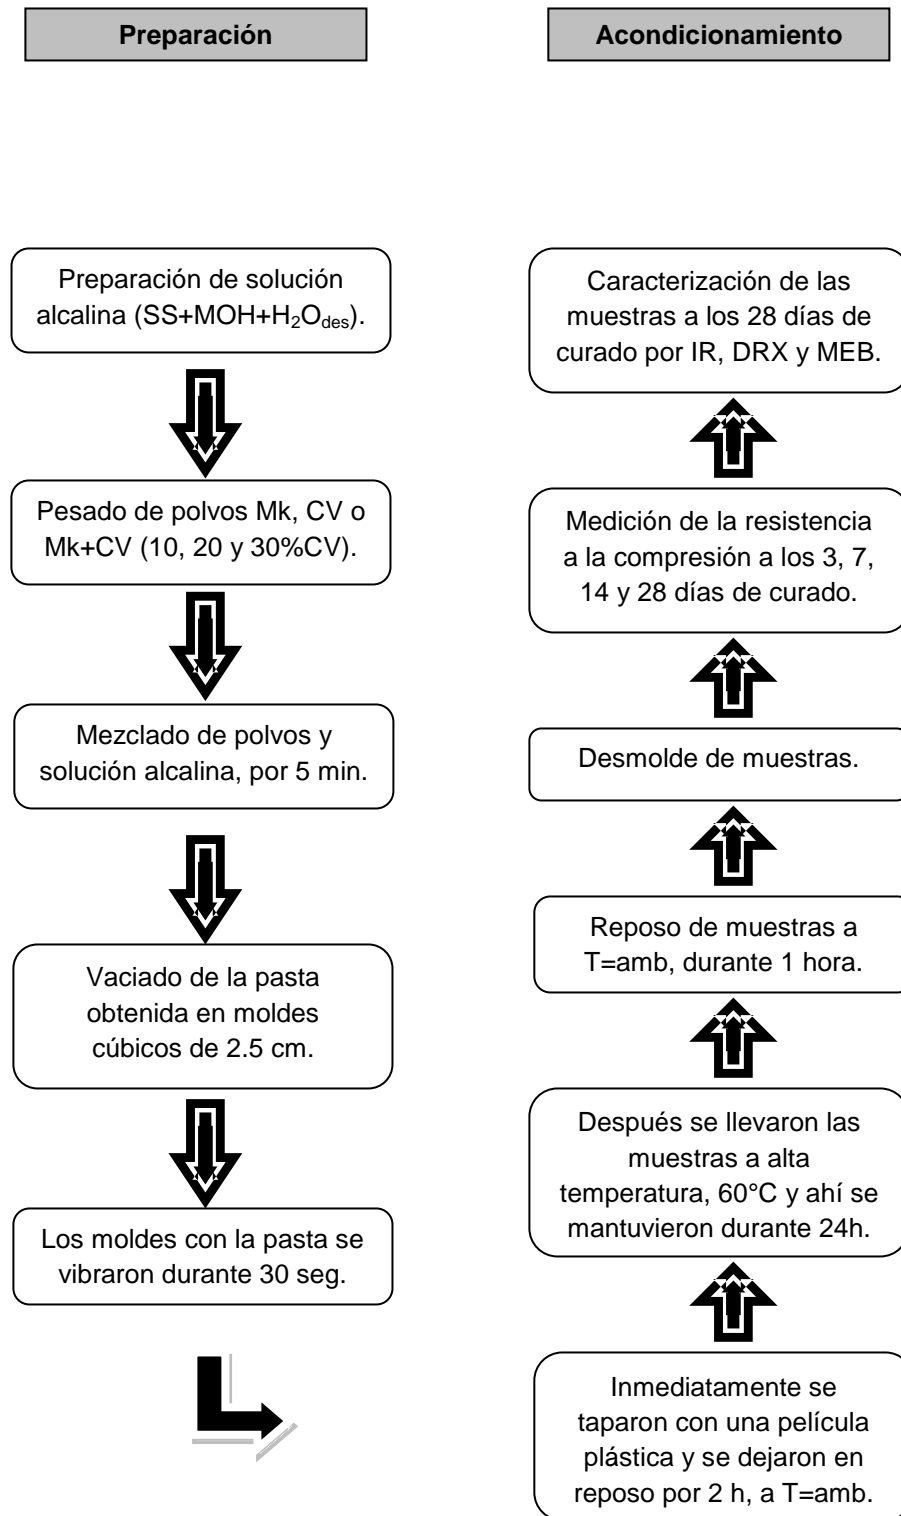 Preparación
Acondicionamiento
Preparación de solución
alcalina (SS+MOH+H₂O_des).
Pesado de polvos Mk, CV o
Mk+CV (10, 20 y 30%CV).
Mezclado de polvos y
solución alcalina, por 5 min.
Vaciado de la pasta
obtenida en moldes
cúbicos de 2.5 cm.
Los moldes con la pasta se
vibraron durante 30 seg.
Inmediatamente se
taparon con una película
plástica y se dejaron en
reposo por 2 h, a T=amb.
Después se llevaron las
muestras a alta
temperatura, 60°C y ahí se
mantuvieron durante 24h.
Reposo de muestras a
T=amb, durante 1 hora.
Desmolde de muestras.
Medición de la resistencia
a la compresión a los 3, 7,
14 y 28 días de curado.
Caracterización de las
muestras a los 28 días de
curado por IR, DRX y MEB.